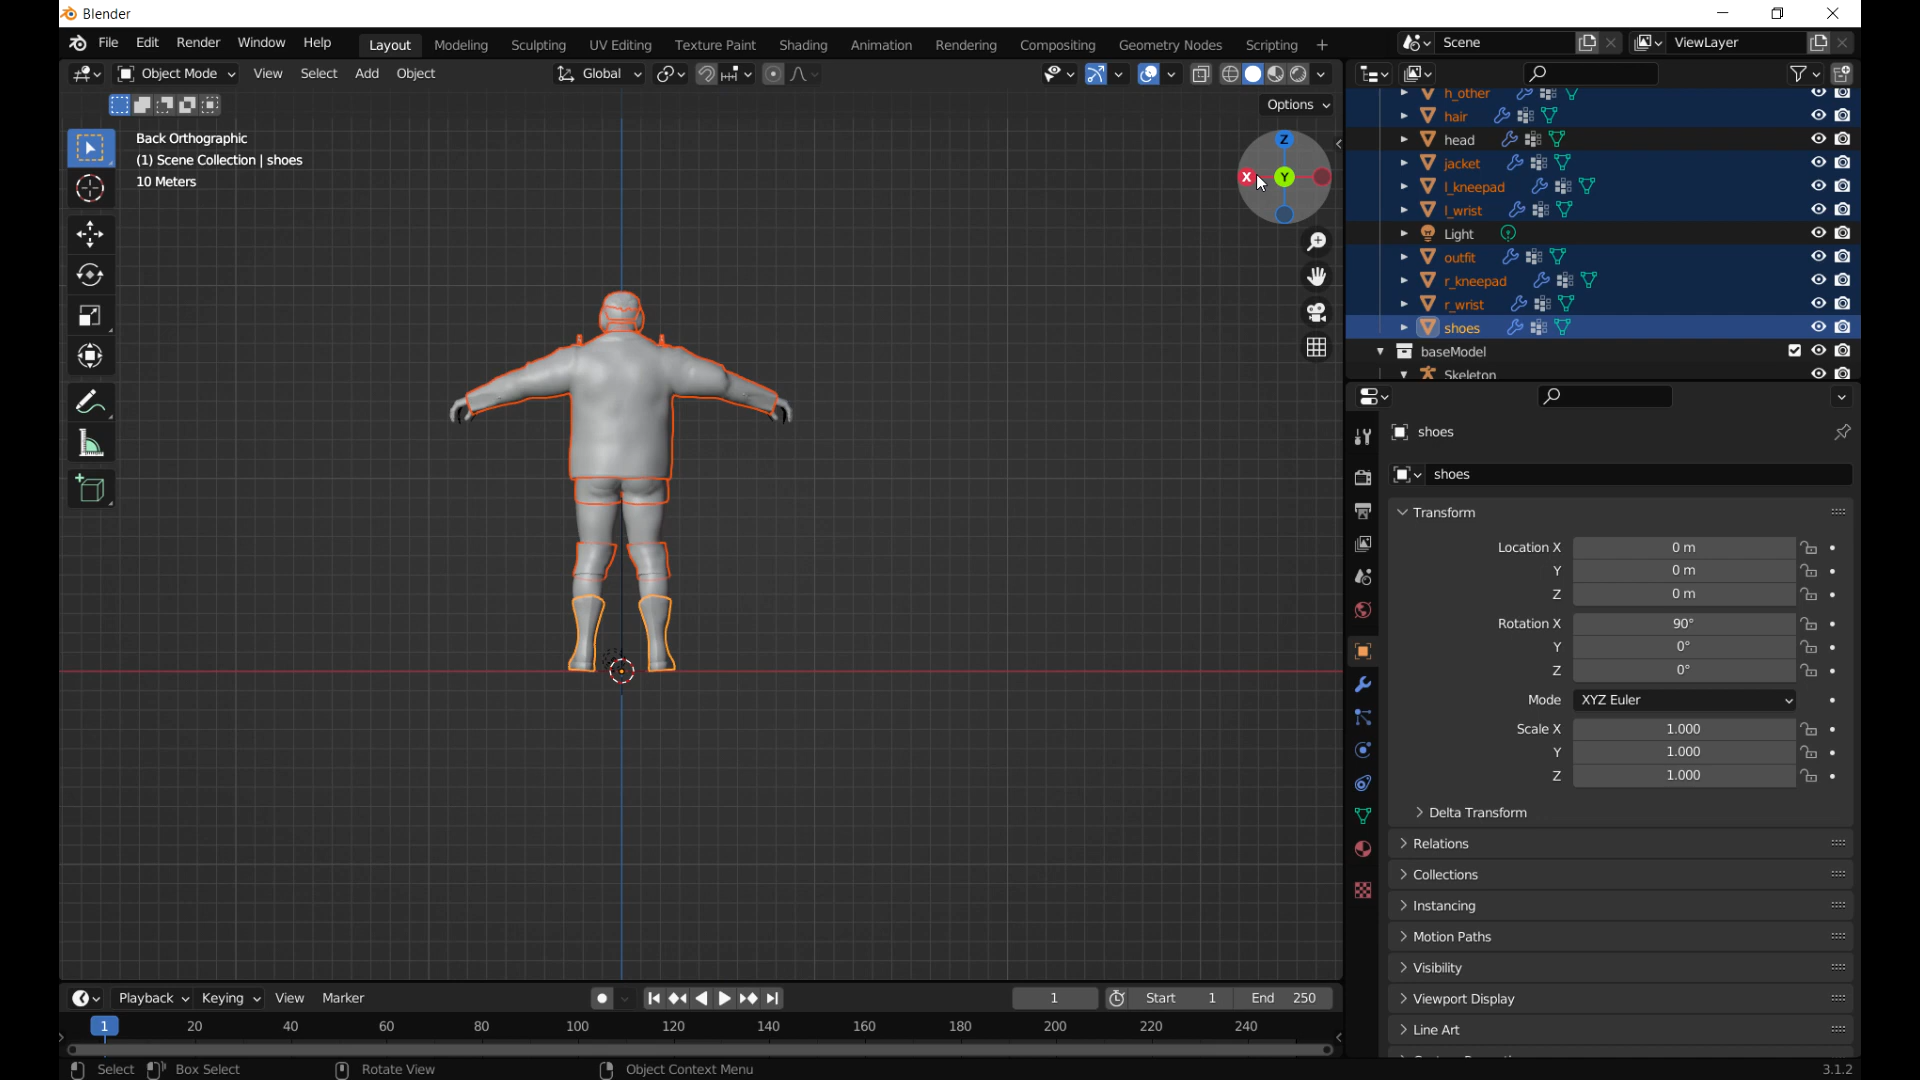 Blender
File Edit Render Window Help Layout Modeling Sculpting UV Editing Texture Paint Shading Animation Rendering Compositing Geometry Nodes Scripting + Scene ViewLayer
Object Mode View Select Add Object Global
Options
Back Orthographic
(1) Scene Collection | shoes
10 Meters
Z
X Y
h_other
hair
head
jacket
l_kneepad
l_wrist
Light
outfit
r_kneepad
r_wrist
shoes
baseModel
Skeleton
shoes
shoes
Transform
Location X 0 m
Y 0 m
Z 0 m
Rotation X 90°
Y 0°
Z 0°
Mode XYZ Euler
Scale X 1.000
Y 1.000
Z 1.000
Delta Transform
Relations
Collections
Instancing
Motion Paths
Visibility
Viewport Display
Line Art
Playback Keying View Marker 1 Start 1 End 250
1 20 40 60 80 100 120 140 160 180 200 220 240
Select Box Select Rotate View Object Context Menu 3.1.2